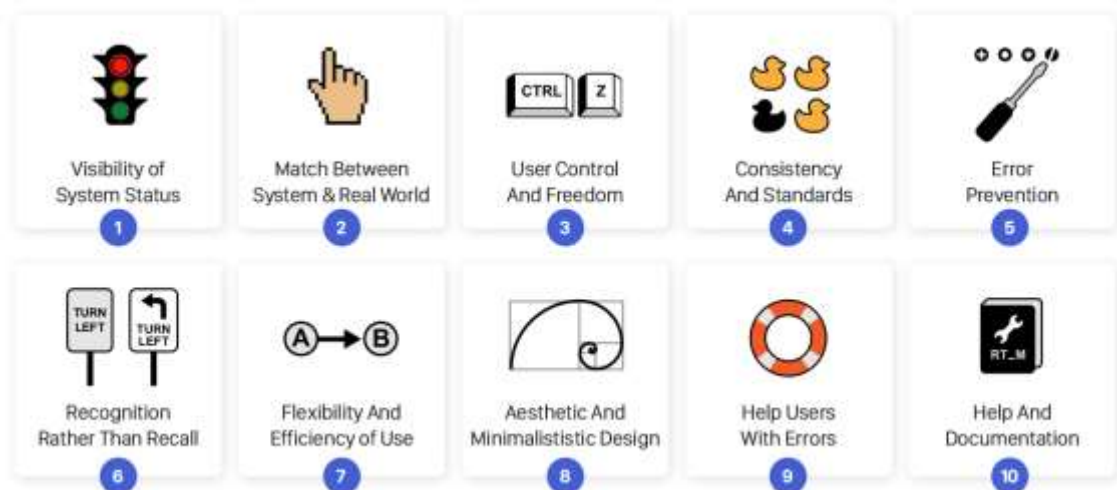 CTRL Z
Visibility of
System Status
1
Match Between
System & Real World
2
User Control
And Freedom
3
Consistency
And Standards
4
Error
Prevention
5
TURN
LEFT
TURN
LEFT
Recognition
Rather Than Recall
6
A B
Flexibility And
Efficiency of Use
7
Aesthetic And
Minimalististic Design
8
Help Users
With Errors
9
RT_M
Help And
Documentation
10